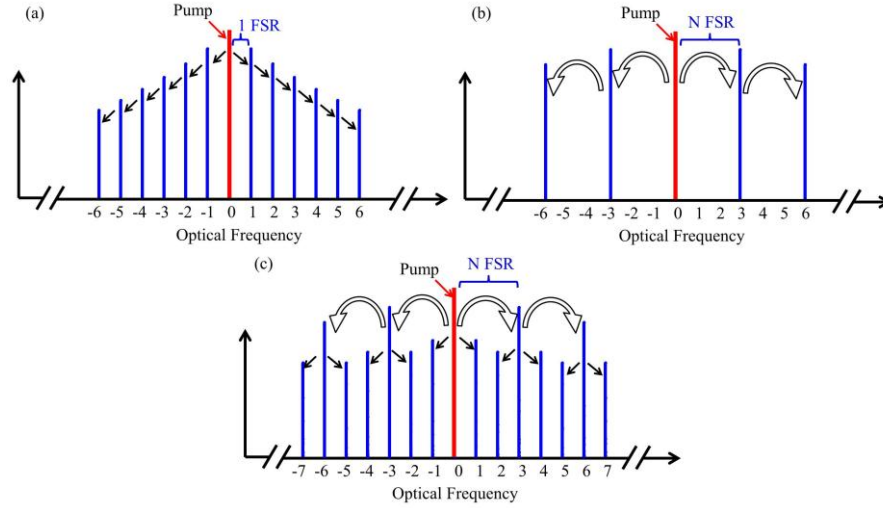 (a)
Pump
1 FSR
-6 -5 -4 -3 -2 -1 0 1 2 3 4 5 6
Optical Frequency
(b)
Pump
N FSR
-6 -5 -4 -3 -2 -1 0 1 2 3 4 5 6
Optical Frequency
(c)
Pump
N FSR
-7 -6 -5 -4 -3 -2 -1 0 1 2 3 4 5 6 7
Optical Frequency